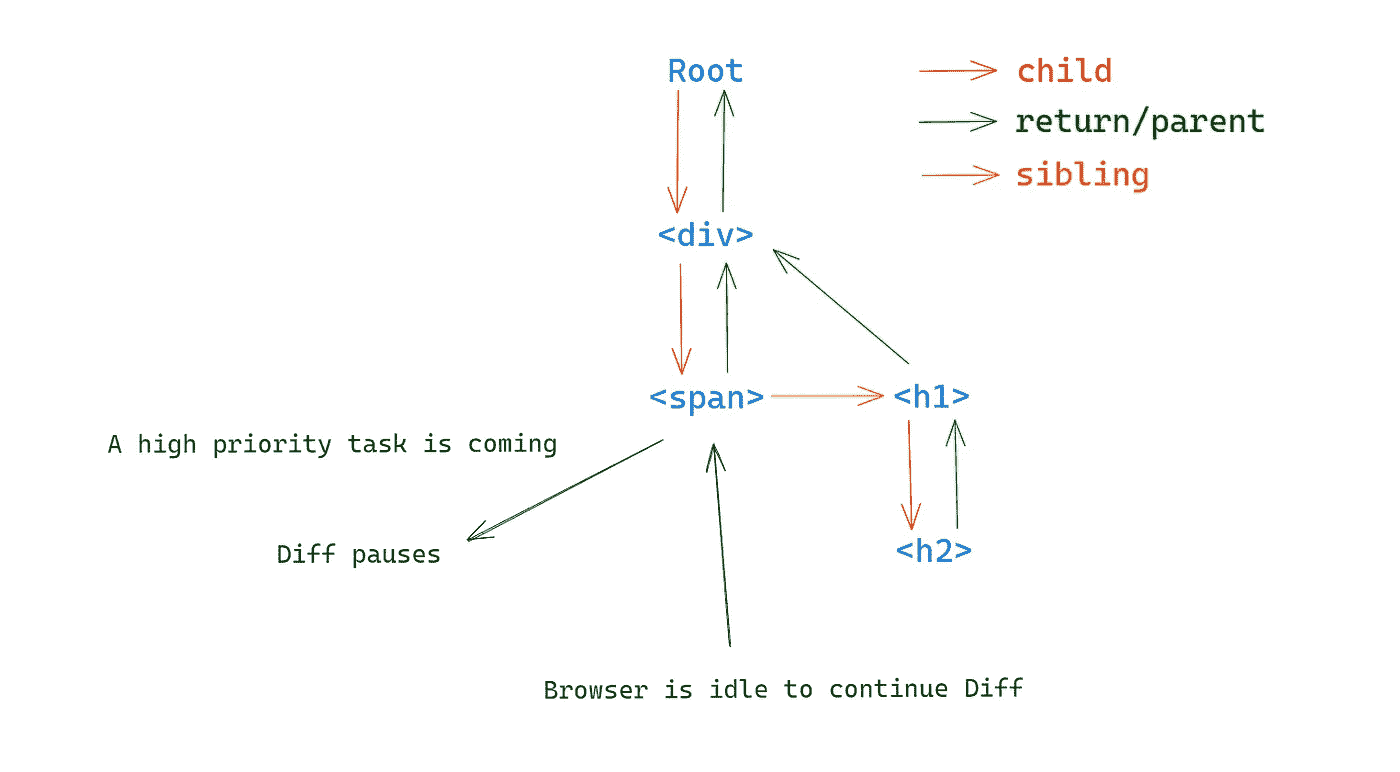 Root
child
return/parent
sibling
<div>
<span>
<h1>
A high priority task is coming
Diff pauses
<h2>
Browser is idle to continue Diff